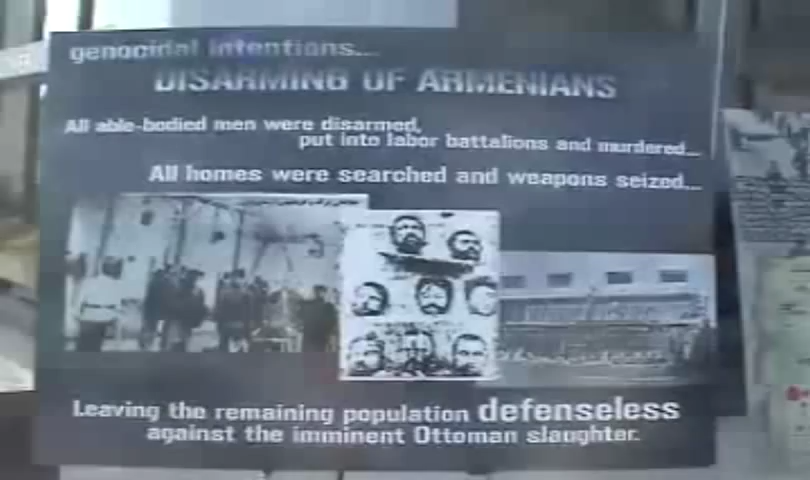 genocidal intentions...
DISARMING OF ARMENIANS
All able-bodied men were disarmed,
put into labor battalions and murdered...
All homes were searched and weapons seized...
Leaving the remaining population defenseless
against the imminent Ottoman slaughter.